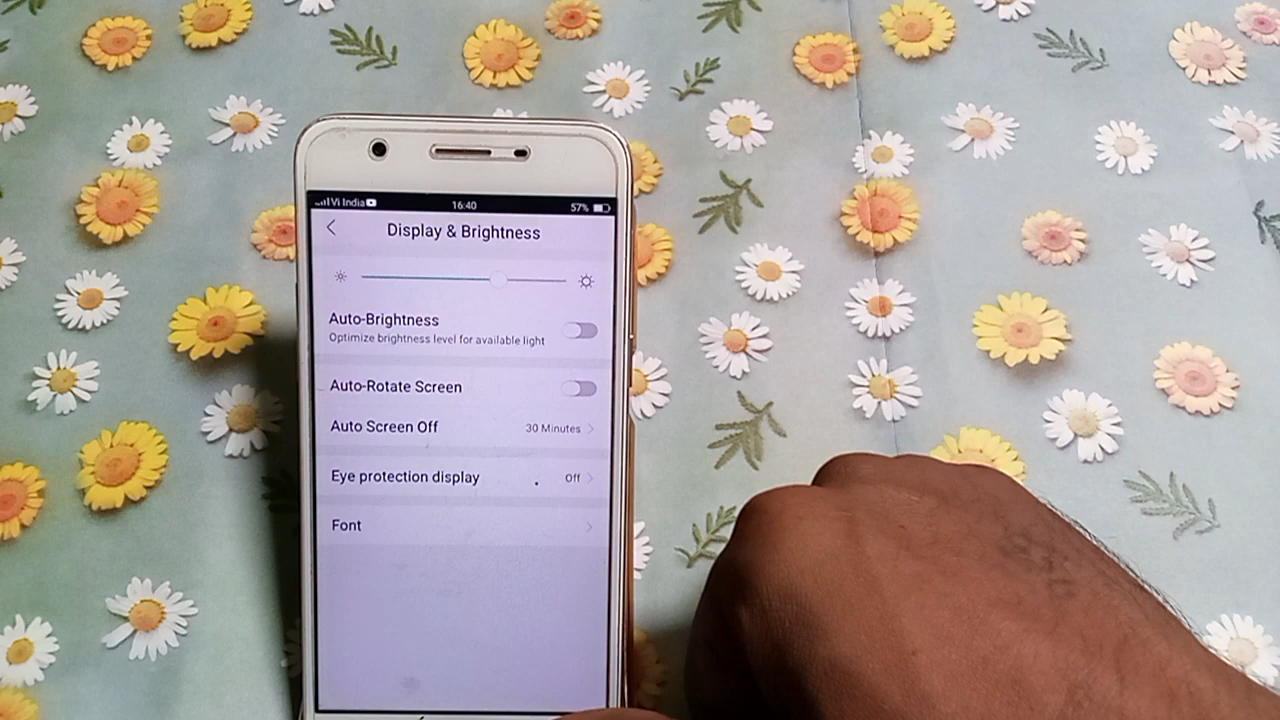 Vi India 16:40 57%
Display & Brightness
Auto-Brightness
Optimize brightness level for available light
Auto-Rotate Screen
Auto Screen Off 30 Minutes
Eye protection display Off
Font